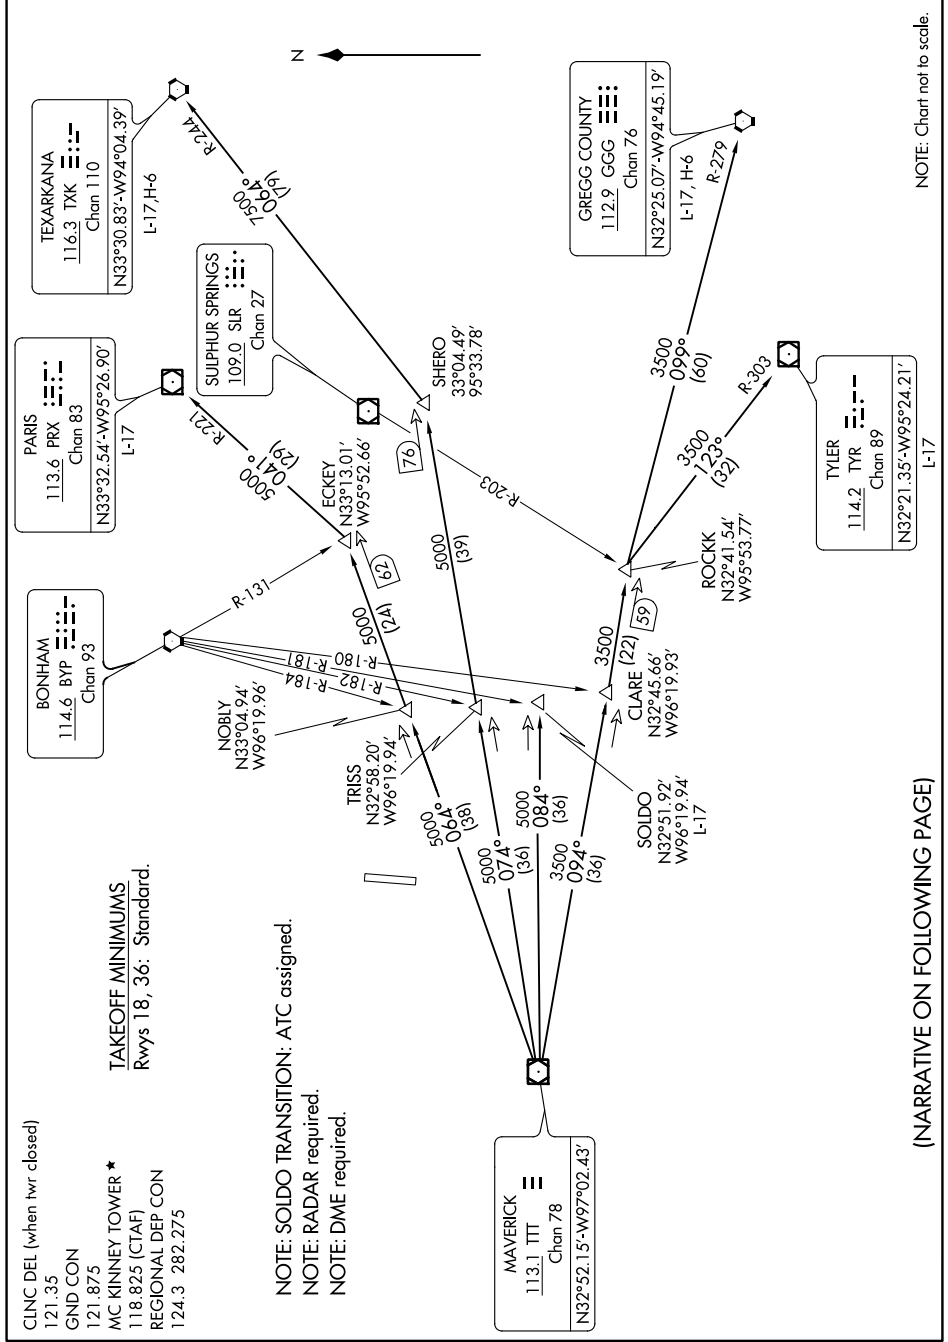 CLNC DEL (when twr closed)
121.35
GND CON
121.875
MC KINNEY TOWER ★
118.825 (CTAF)
REGIONAL DEP CON
124.3 282.275
TAKEOFF MINIMUMS
Rwys 18, 36: Standard.
NOTE: SOLDO TRANSITION: ATC assigned.
NOTE: RADAR required.
NOTE: DME required.
BONHAM
114.6 BYP
Chan 93
PARIS
113.6 PRX
Chan 83
N33°32.54'-W95°26.90'
L-17
TEXARKANA
116.3 TXK
Chan 110
N33°30.83'-W94°04.39'
L-17,H-6
SULPHUR SPRINGS
109.0 SLR
Chan 27
N
R-244
7500
064°
(79)
R-221
5000
041°
(29)
ECKEY
N33°13.01'
W95°52.66'
SHERO
33°04.49'
95°33.78'
R-131
R-184
R-181
R-182
R-180
NOBLY
N33°04.94'
W96°19.96'
5000
(24)
62
5000
(39)
76
R-203
TRISS
N32°58.20'
W96°19.94'
5000
064°
(38)
5000
074°
(36)
5000
084°
(36)
3500
094°
(36)
SOLDO
N32°51.92'
W96°19.94'
L-17
CLARE
N32°45.66'
W96°19.93'
3500
(22)
59
ROCKK
N32°41.54'
W95°53.77'
3500
099°
(60)
R-279
3500
123°
(32)
R-303
GREGG COUNTY
112.9 GGG
Chan 76
N32°25.07'-W94°45.19'
L-17, H-6
TYLER
114.2 TYR
Chan 89
N32°21.35'-W95°24.21'
L-17
MAVERICK
113.1 TTT
Chan 78
N32°52.15'-W97°02.43'
(NARRATIVE ON FOLLOWING PAGE)
NOTE: Chart not to scale.